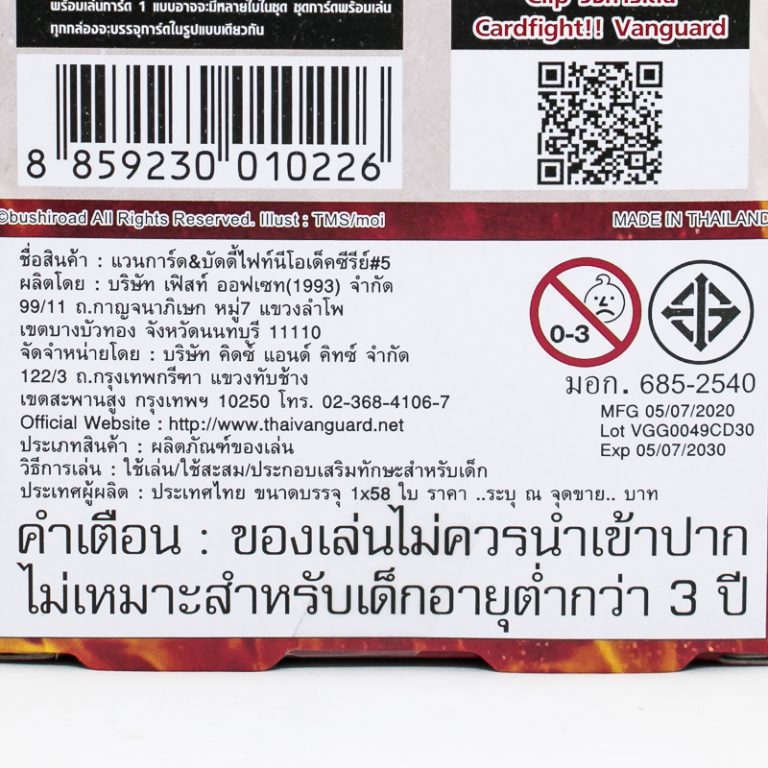 พร้อมเล่นการ์ด 1 แบบอาจจะมีหลายใบในชุด ชุดการ์ดพร้อมเล่น
ทุกกล่องจะบรรจุการ์ดในรูปแบบเดียวกัน
Clip วิธีการเล่น
Cardfight!! Vanguard
8 859230 010226
©bushiroad All Rights Reserved. Illust : TMS/moi
MADE IN THAILAND
ชื่อสินค้า : แวนการ์ด&บัดดี้ไฟท์นีโอเด็คซีรีย์#5
ผลิตโดย : บริษัท เฟิสท์ ออฟเซท(1993) จำกัด
99/11 ถ.กาญจนาภิเษก หมู่7 แขวงลำโพ
เขตบางบัวทอง จังหวัดนนทบุรี 11110
จัดจำหน่ายโดย : บริษัท คิดซ์ แอนด์ คิทซ์ จำกัด
122/3 ถ.กรุงเทพกรีฑา แขวงทับช้าง
เขตสะพานสูง กรุงเทพฯ 10250 โทร. 02-368-4106-7
Official Website : http://www.thaivanguard.net
ประเภทสินค้า : ผลิตภัณฑ์ของเล่น
วิธีการเล่น : ใช้เล่น/ใช้สะสม/ประกอบเสริมทักษะสำหรับเด็ก
ประเทศผู้ผลิต : ประเทศไทย ขนาดบรรจุ 1x58 ใบ ราคา ..ระบุ ณ จุดขาย.. บาท
0-3
มอก. 685-2540
MFG 05/07/2020
Lot VGG0049CD30
Exp 05/07/2030
คำเตือน : ของเล่นไม่ควรนำเข้าปาก
ไม่เหมาะสำหรับเด็กอายุต่ำกว่า 3 ปี